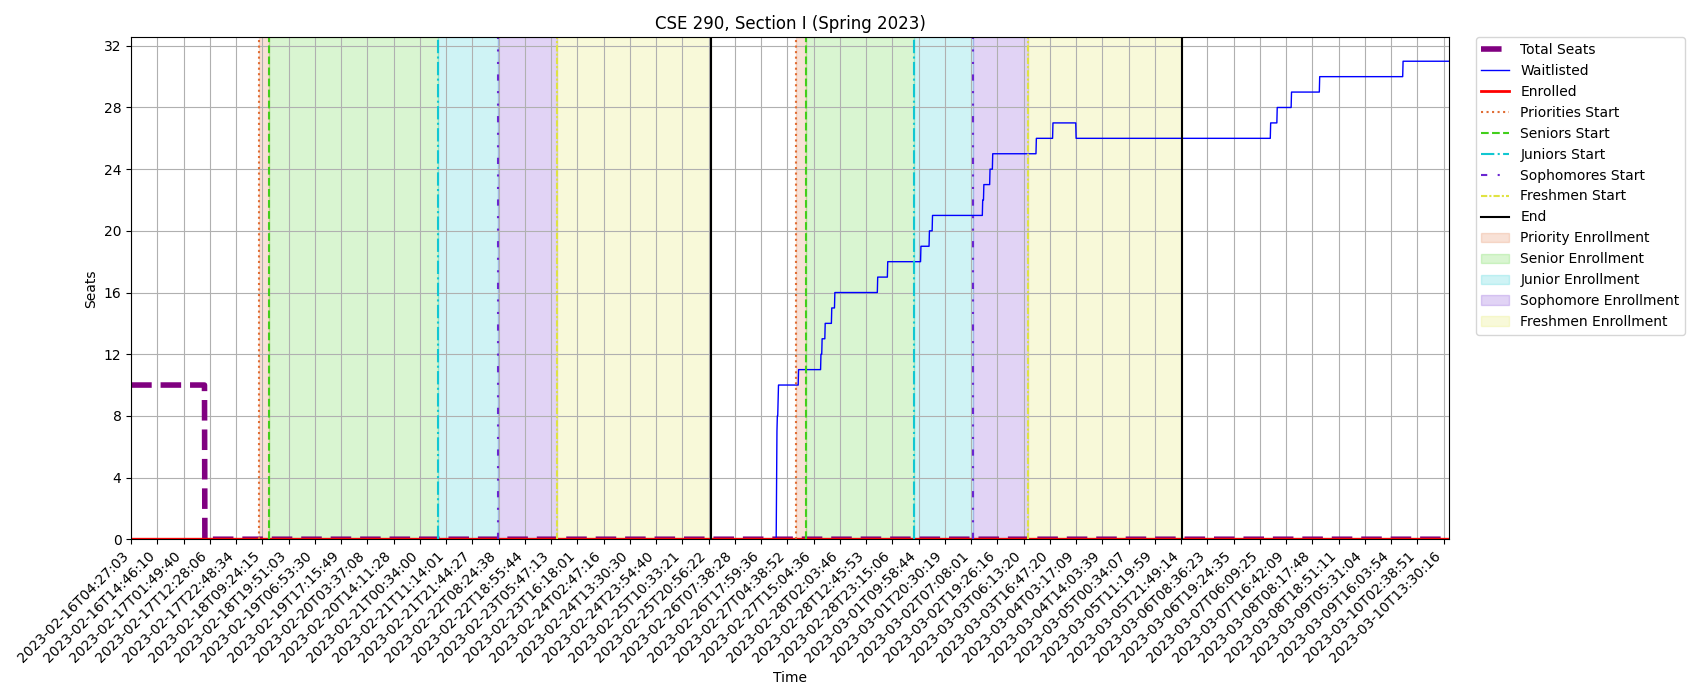 CSE 290, Section I (Spring 2023)
Seats
32
28
24
20
16
12
8
4
0
2023-02-16T04:27:03
2023-02-16T14:46:10
2023-02-17T01:49:40
2023-02-17T12:28:06
2023-02-17T22:48:34
2023-02-18T09:24:15
2023-02-18T19:51:03
2023-02-19T06:53:30
2023-02-19T17:15:49
2023-02-20T03:37:08
2023-02-20T14:11:28
2023-02-21T00:34:00
2023-02-21T11:14:01
2023-02-21T21:44:27
2023-02-22T08:24:38
2023-02-22T18:55:44
2023-02-23T05:47:13
2023-02-23T16:18:01
2023-02-24T02:47:16
2023-02-24T13:30:30
2023-02-24T23:54:40
2023-02-25T10:33:21
2023-02-25T20:56:22
2023-02-26T07:38:28
2023-02-26T17:59:36
2023-02-27T04:38:52
2023-02-27T15:04:36
2023-02-28T02:03:46
2023-02-28T12:45:53
2023-02-28T23:15:06
2023-03-01T09:58:44
2023-03-01T20:30:19
2023-03-02T07:08:01
2023-03-02T19:26:16
2023-03-03T06:13:20
2023-03-03T16:47:20
2023-03-04T03:17:09
2023-03-04T14:03:39
2023-03-05T00:34:07
2023-03-05T11:19:59
2023-03-05T21:49:14
2023-03-06T08:36:23
2023-03-06T19:24:35
2023-03-07T06:09:25
2023-03-07T16:42:09
2023-03-08T08:17:48
2023-03-08T18:51:11
2023-03-09T05:31:04
2023-03-09T16:03:54
2023-03-10T02:38:51
2023-03-10T13:30:16
Time
Total Seats
Waitlisted
Enrolled
Priorities Start
Seniors Start
Juniors Start
Sophomores Start
Freshmen Start
End
Priority Enrollment
Senior Enrollment
Junior Enrollment
Sophomore Enrollment
Freshmen Enrollment